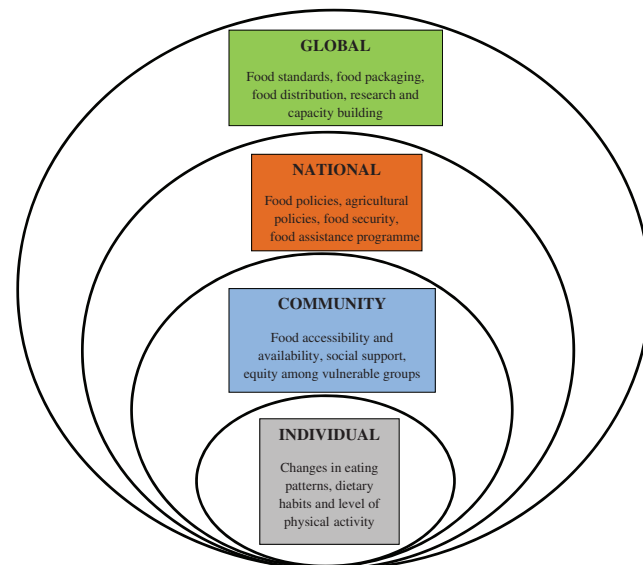 GLOBAL
Food standards, food packaging,
food distribution, research and
capacity building
NATIONAL
Food policies, agricultural
policies, food security,
food assistance programme
COMMUNITY
Food accessibility and
availability, social support,
equity among vulnerable groups
INDIVIDUAL
Changes in eating
patterns, dietary
habits and level of
physical activity